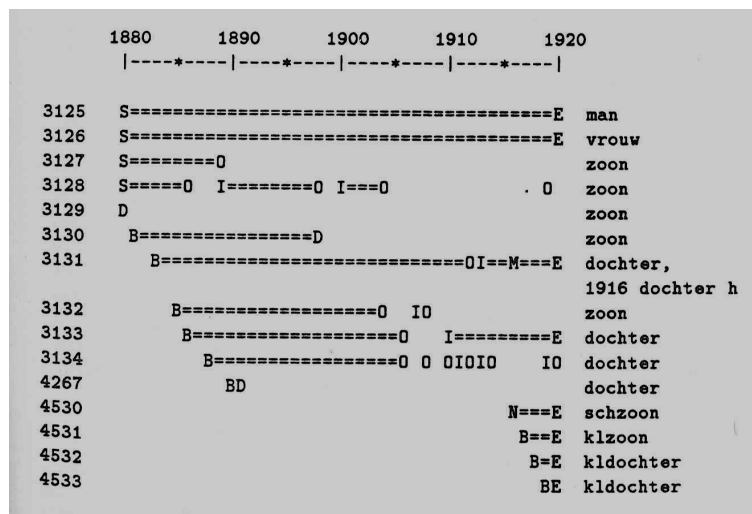 1880 1890 1900 1910 1920
|----*----|----*----|----*----|----*----|
3125 S=======================================E man
3126 S=======================================E vrouw
3127 S========O zoon
3128 S=====O I========O I===O . O zoon
3129 D zoon
3130 B================D zoon
3131 B============================OI==M===E dochter,
1916 dochter h
3132 B==================O IO zoon
3133 B===================O I=========E dochter
3134 B=================O O OIOIO IO dochter
4267 BD dochter
4530 N===E schzoon
4531 B==E klzoon
4532 B=E kldochter
4533 BE kldochter